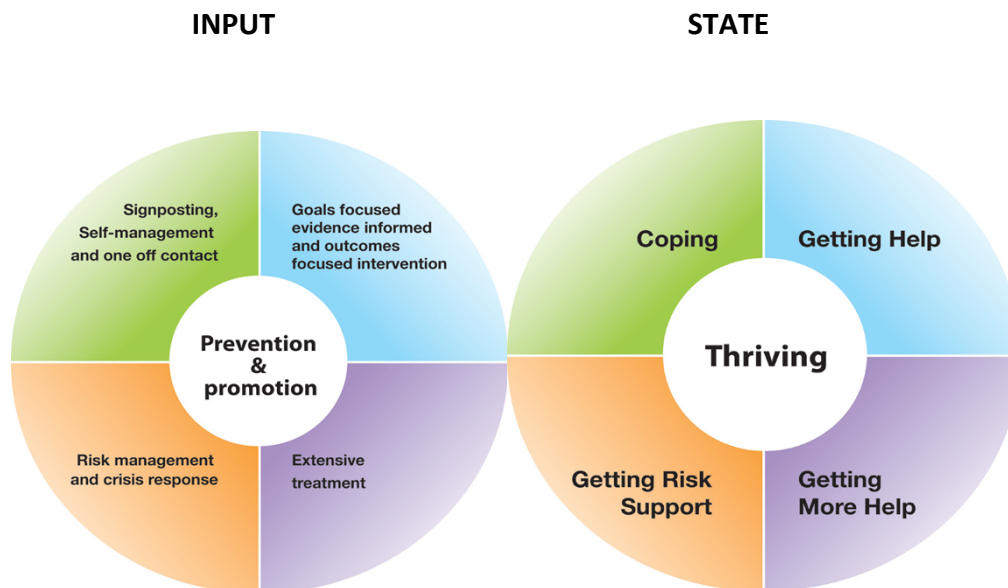 INPUT
STATE
Signposting,
Self-management
and one off contact
Goals focused
evidence informed
and outcomes
focused intervention
Prevention
&
promotion
Risk management
and crisis response
Extensive
treatment
Coping
Getting Help
Thriving
Getting Risk
Support
Getting
More Help